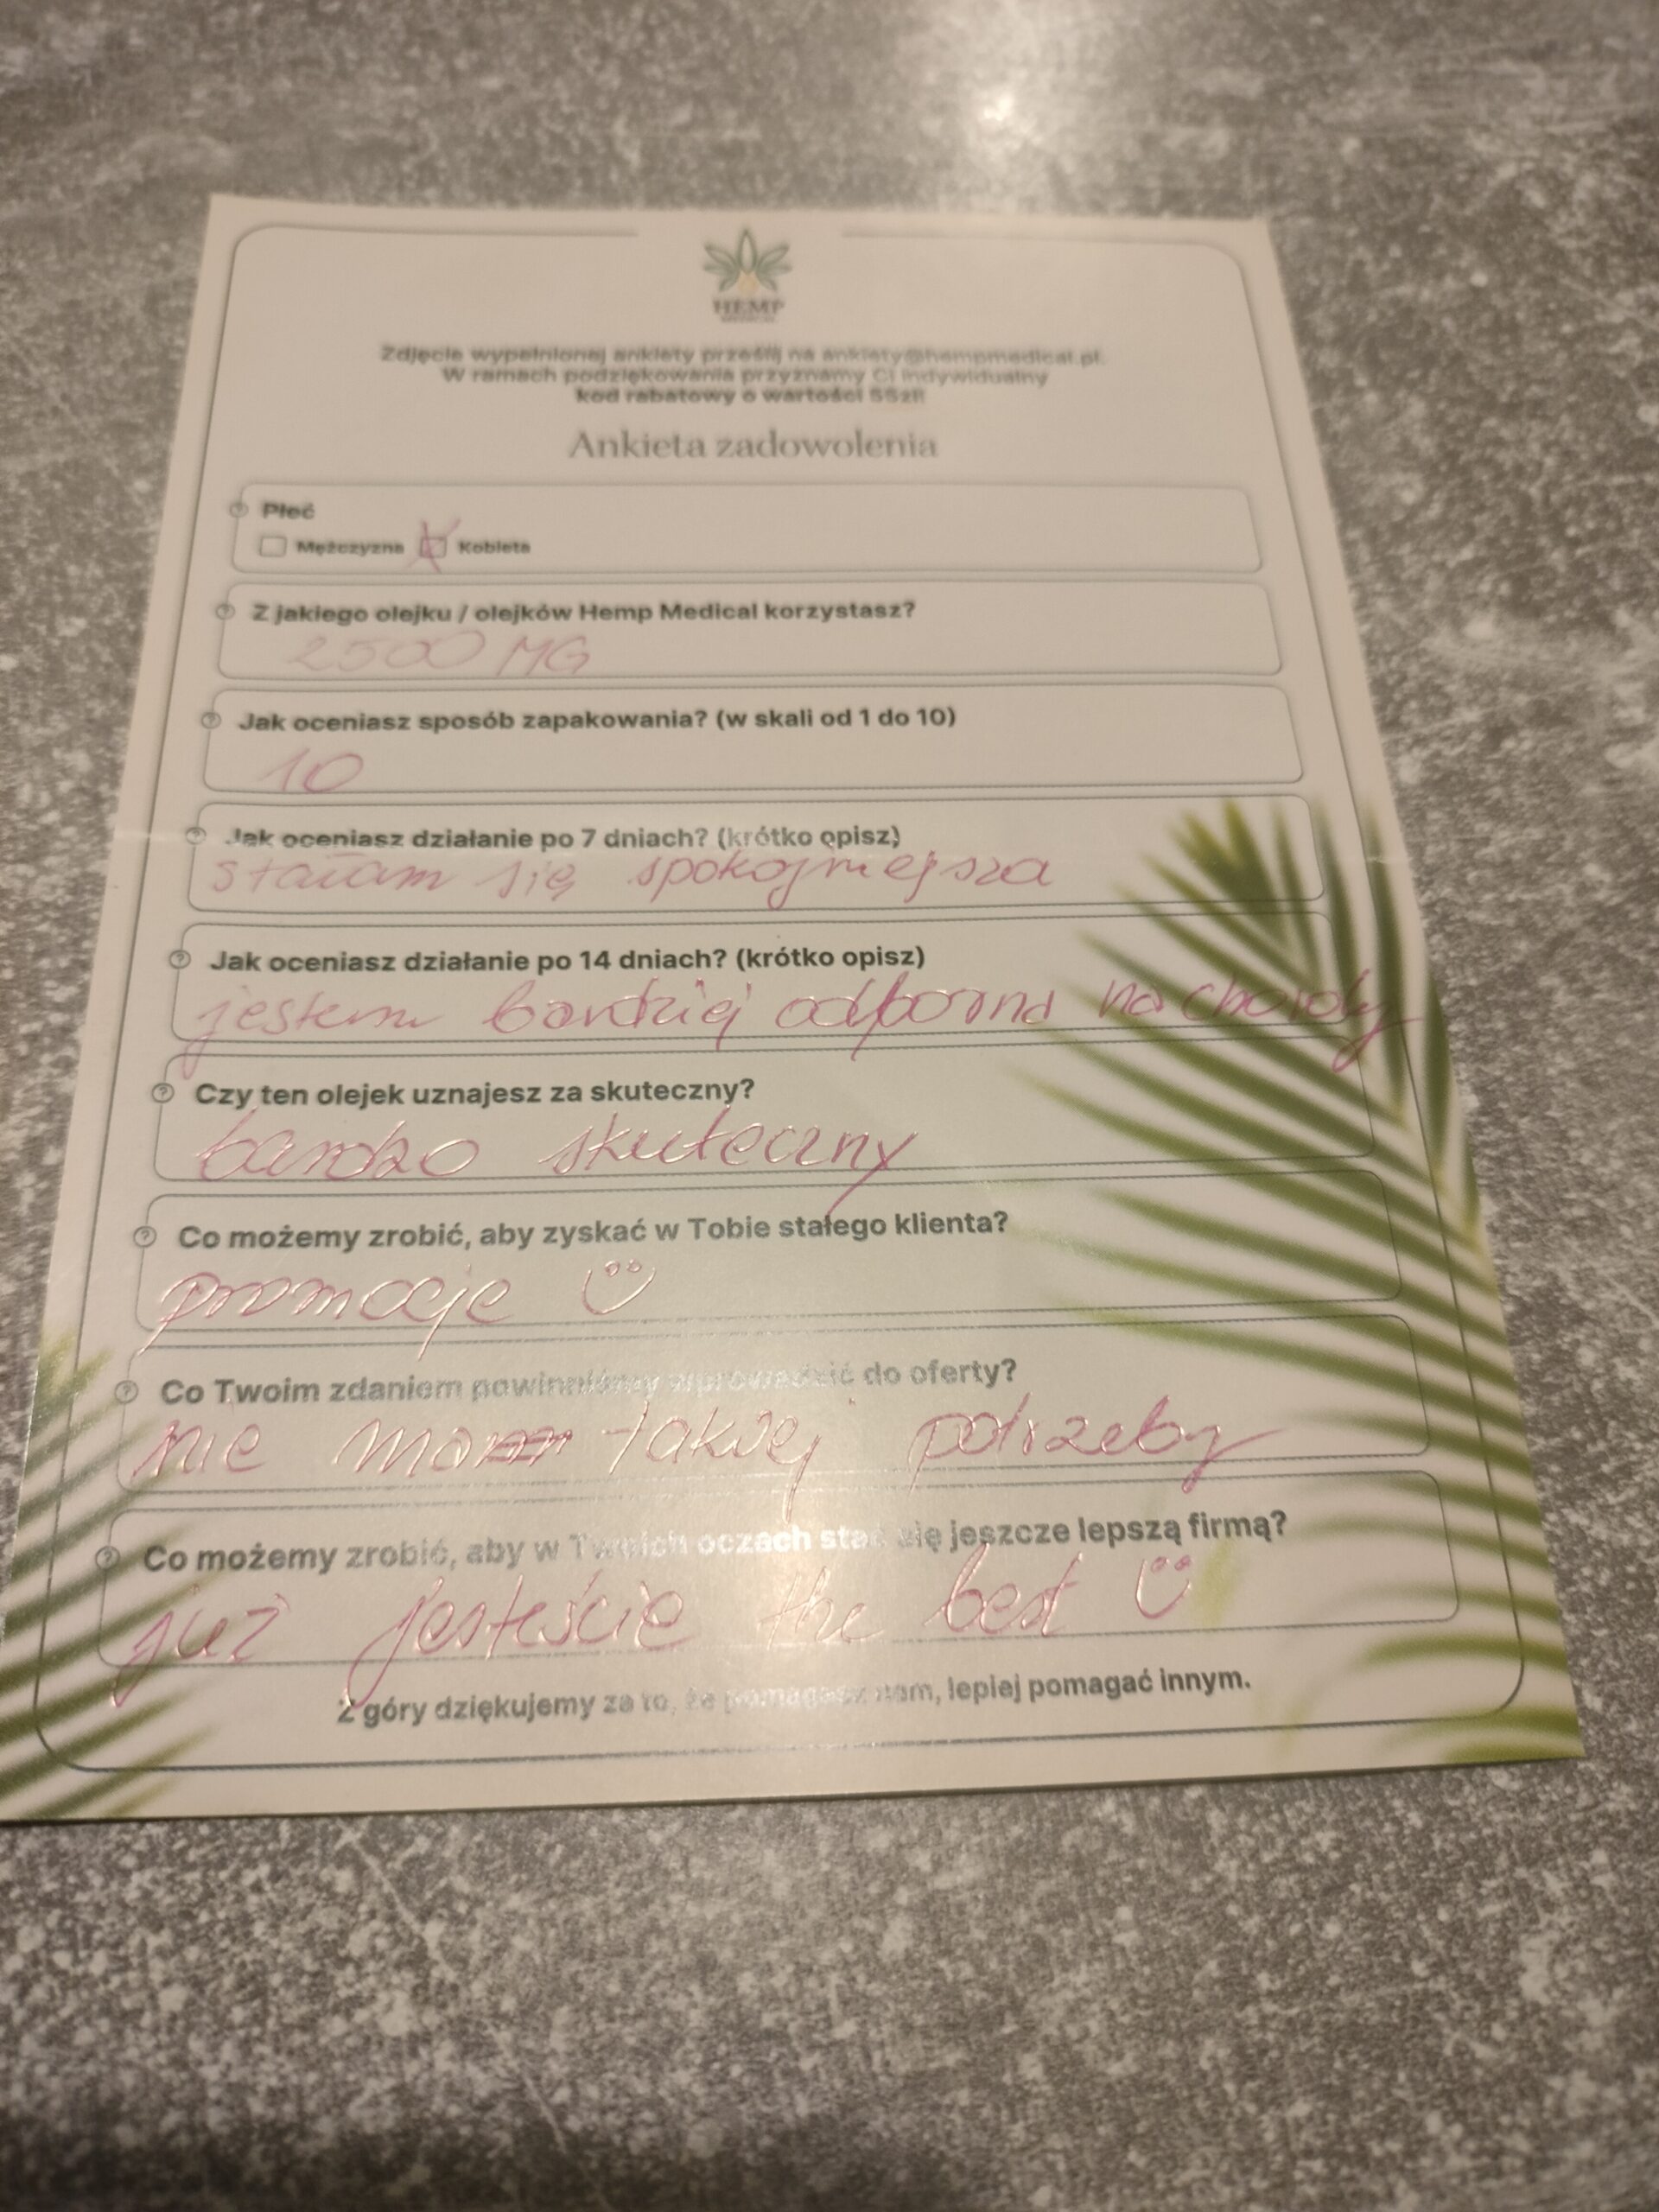 HEMP
MEDICAL
Zdjęcie wypełnionej ankiety prześlij na ankiety@hempmedical.pl.
W ramach podziękowania przyznamy Ci indywidualny
kod rabatowy o wartości 55zł!
Ankieta zadowolenia
Płeć
Mężczyzna Kobieta
Z jakiego olejku / olejków Hemp Medical korzystasz?
2500 MG
Jak oceniasz sposób zapakowania? (w skali od 1 do 10)
10
Jak oceniasz działanie po 7 dniach? (krótko opisz)
stałam się spokojniejsza
Jak oceniasz działanie po 14 dniach? (krótko opisz)
jestem bardziej odporna na choroby
Czy ten olejek uznajesz za skuteczny?
bardzo skuteczny
Co możemy zrobić, aby zyskać w Tobie stałego klienta?
promocje
Co Twoim zdaniem powinniśmy wprowadzić do oferty?
nie mam takiej potrzeby
Co możemy zrobić, aby w Twoich oczach stać się jeszcze lepszą firmą?
już jesteście the best
Z góry dziękujemy za to, że pomagasz nam, lepiej pomagać innym.